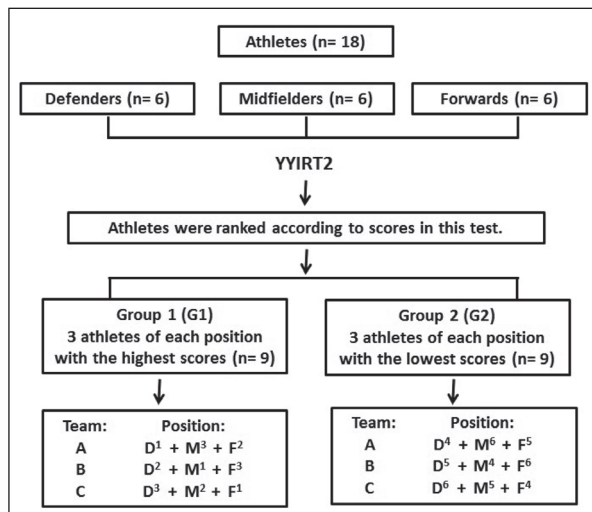 Athletes (n= 18)
Defenders (n= 6)
Midfielders (n= 6)
Forwards (n= 6)
YYIRT2
Athletes were ranked according to scores in this test.
Group 1 (G1)
3 athletes of each position
with the highest scores (n= 9)
Group 2 (G2)
3 athletes of each position
with the lowest scores (n= 9)
Team: Position:
A D¹ + M³ + F²
B D² + M¹ + F³
C D³ + M² + F¹
Team: Position:
A D⁴ + M⁶ + F⁵
B D⁵ + M⁴ + F⁶
C D⁶ + M⁵ + F⁴